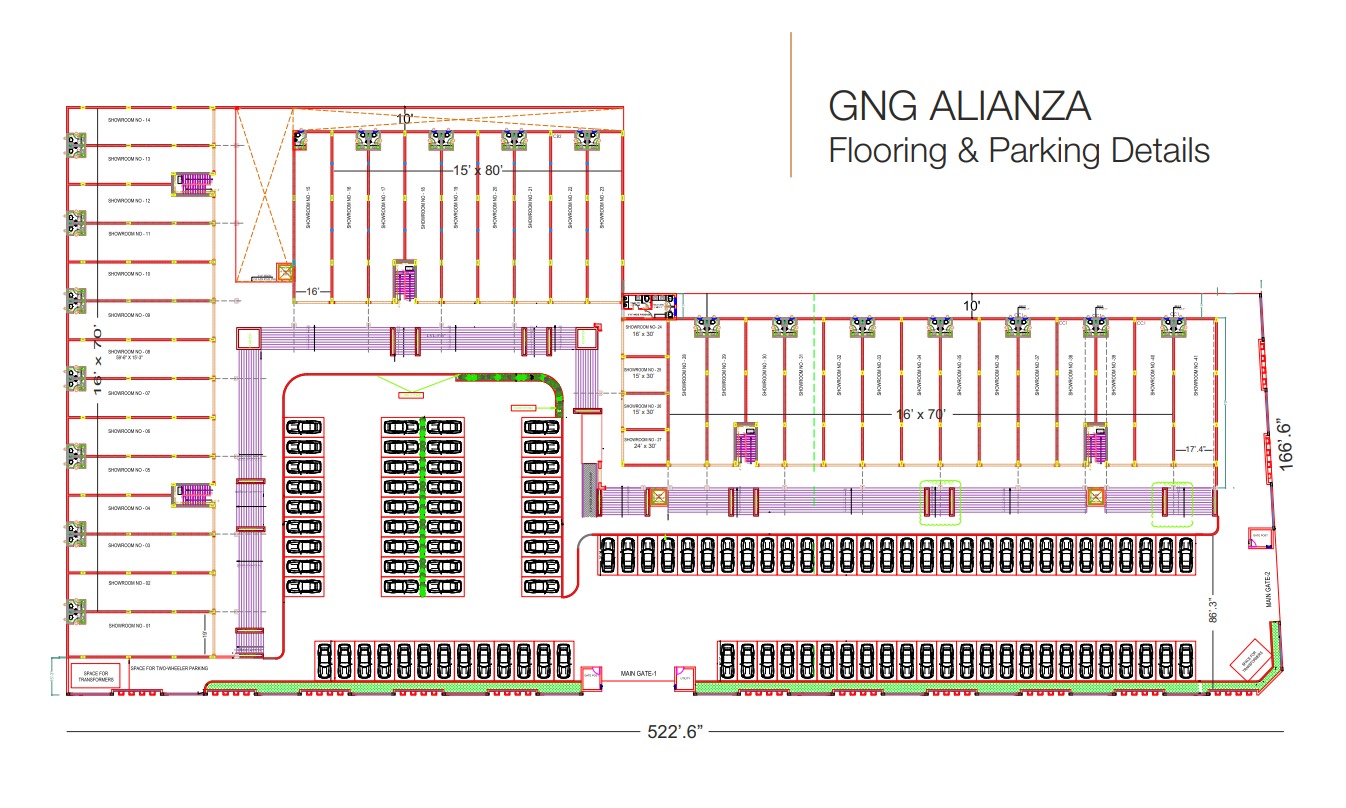 GNG ALIANZA
Flooring & Parking Details
10'
15' x 80'
16'
SHOWROOM NO - 14
SHOWROOM NO - 13
SHOWROOM NO - 12
SHOWROOM NO - 11
SHOWROOM NO - 10
SHOWROOM NO - 09
SHOWROOM NO - 08
SHOWROOM NO - 07
SHOWROOM NO - 06
SHOWROOM NO - 05
SHOWROOM NO - 04
SHOWROOM NO - 03
SHOWROOM NO - 02
SHOWROOM NO - 01
16' x 70'
19'
SHOWROOM NO - 15
SHOWROOM NO - 16
SHOWROOM NO - 17
SHOWROOM NO - 18
SHOWROOM NO - 19
SHOWROOM NO - 20
SHOWROOM NO - 21
SHOWROOM NO - 22
SHOWROOM NO - 23
SHOWROOM NO - 24
16' x 30'
SHOWROOM NO - 25
15' x 30'
SHOWROOM NO - 26
15' x 30'
SHOWROOM NO - 27
24' x 30'
10'
SHOWROOM NO - 28
SHOWROOM NO - 29
SHOWROOM NO - 30
SHOWROOM NO - 31
SHOWROOM NO - 32
SHOWROOM NO - 33
SHOWROOM NO - 34
SHOWROOM NO - 35
SHOWROOM NO - 36
SHOWROOM NO - 37
SHOWROOM NO - 38
SHOWROOM NO - 39
SHOWROOM NO - 40
SHOWROOM NO - 41
16' x 70'
17'.4"
166'.6"
GATE POST
MAIN GATE-2
86'.3"
SPACE FOR
TRANSFORMERS
SPACE FOR
TRANSFORMERS
SPACE FOR TWO-WHEELER PARKING
GATE POST
MAIN GATE-1
UTILITY
522'.6"